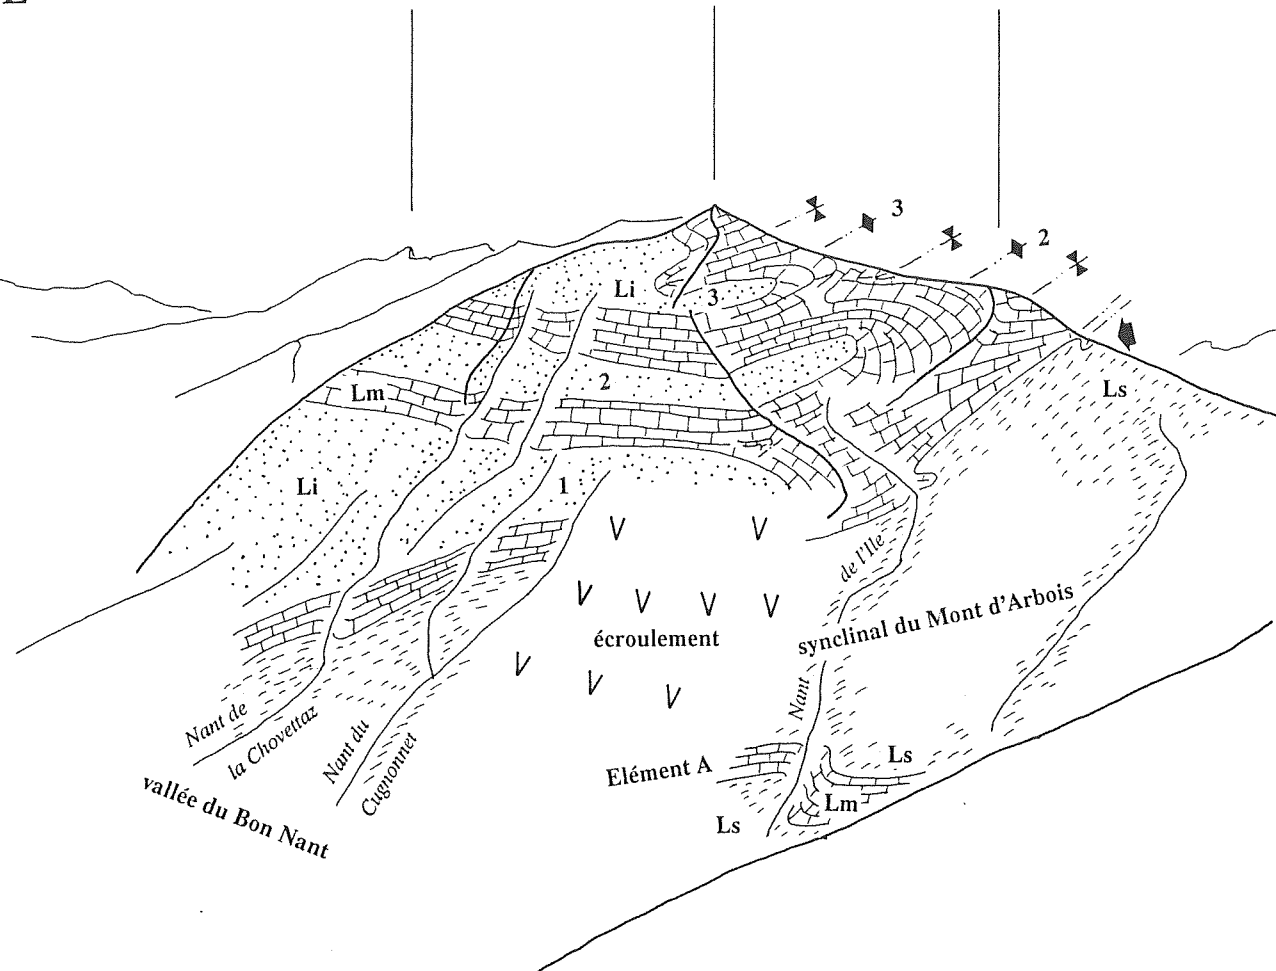 3
2
Li
3
Lm
2
Ls
Li
1
de l'Ile
écroulement
synclinal du Mont d'Arbois
Nant
Nant de
la Chovettaz
Nant du
Cugnonnet
Elément A
Ls
Lm
Ls
vallée du Bon Nant